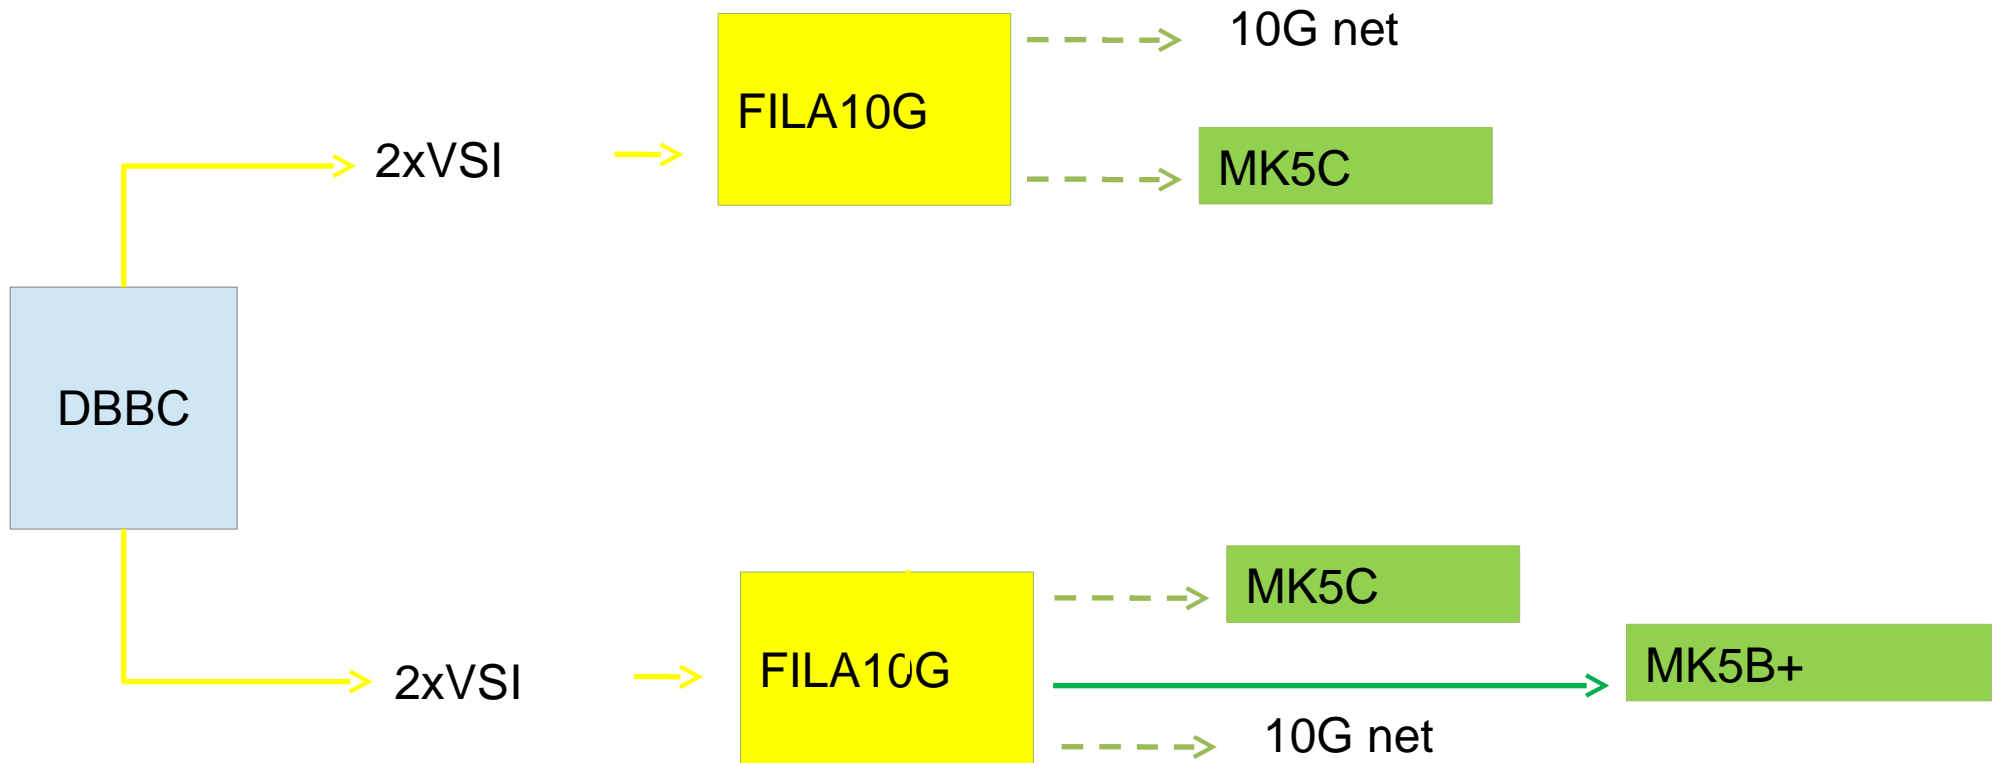 10G net
FILA10G
2xVSI
MK5C
DBBC
MK5C
2xVSI
FILA10G
MK5B+
10G net